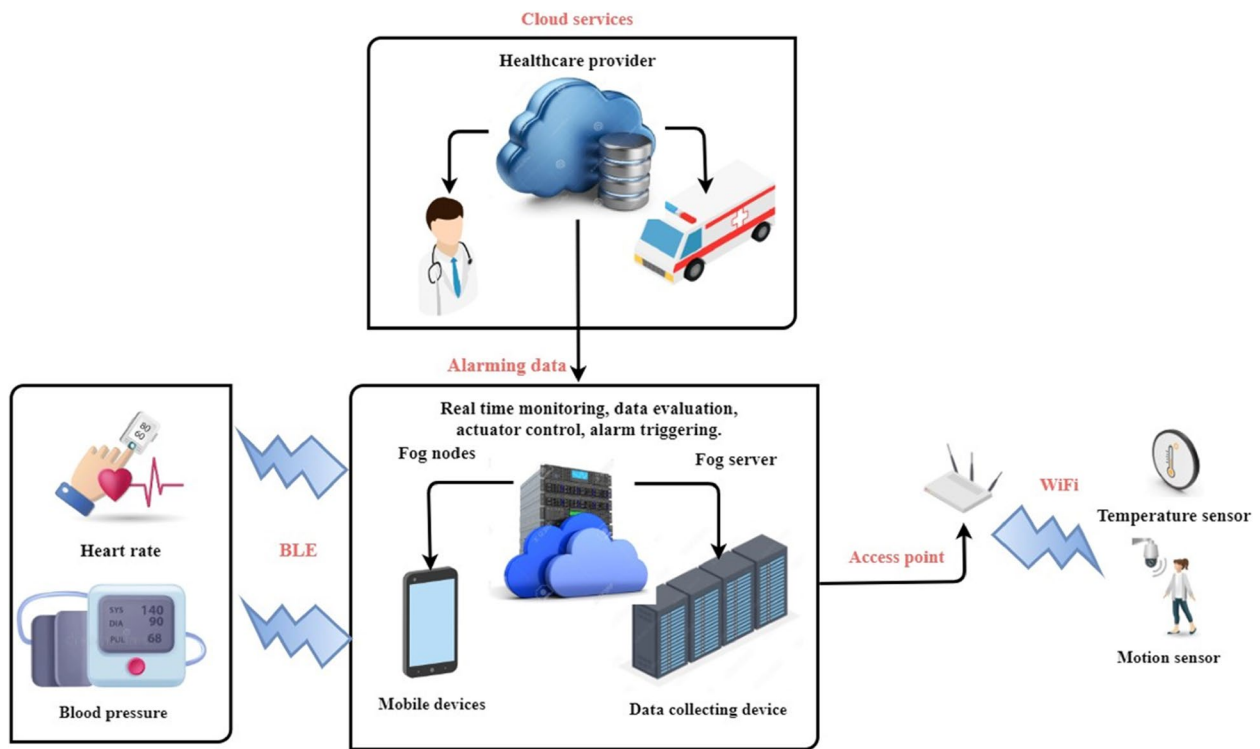 Cloud services
Healthcare provider
Alarming data
Real time monitoring, data evaluation,
actuator control, alarm triggering.
Fog nodes
Fog server
Mobile devices
Data collecting device
80
60
Heart rate
SYS 140
DIA 90
PUL 68
Blood pressure
BLE
Access point
WiFi
Temperature sensor
Motion sensor